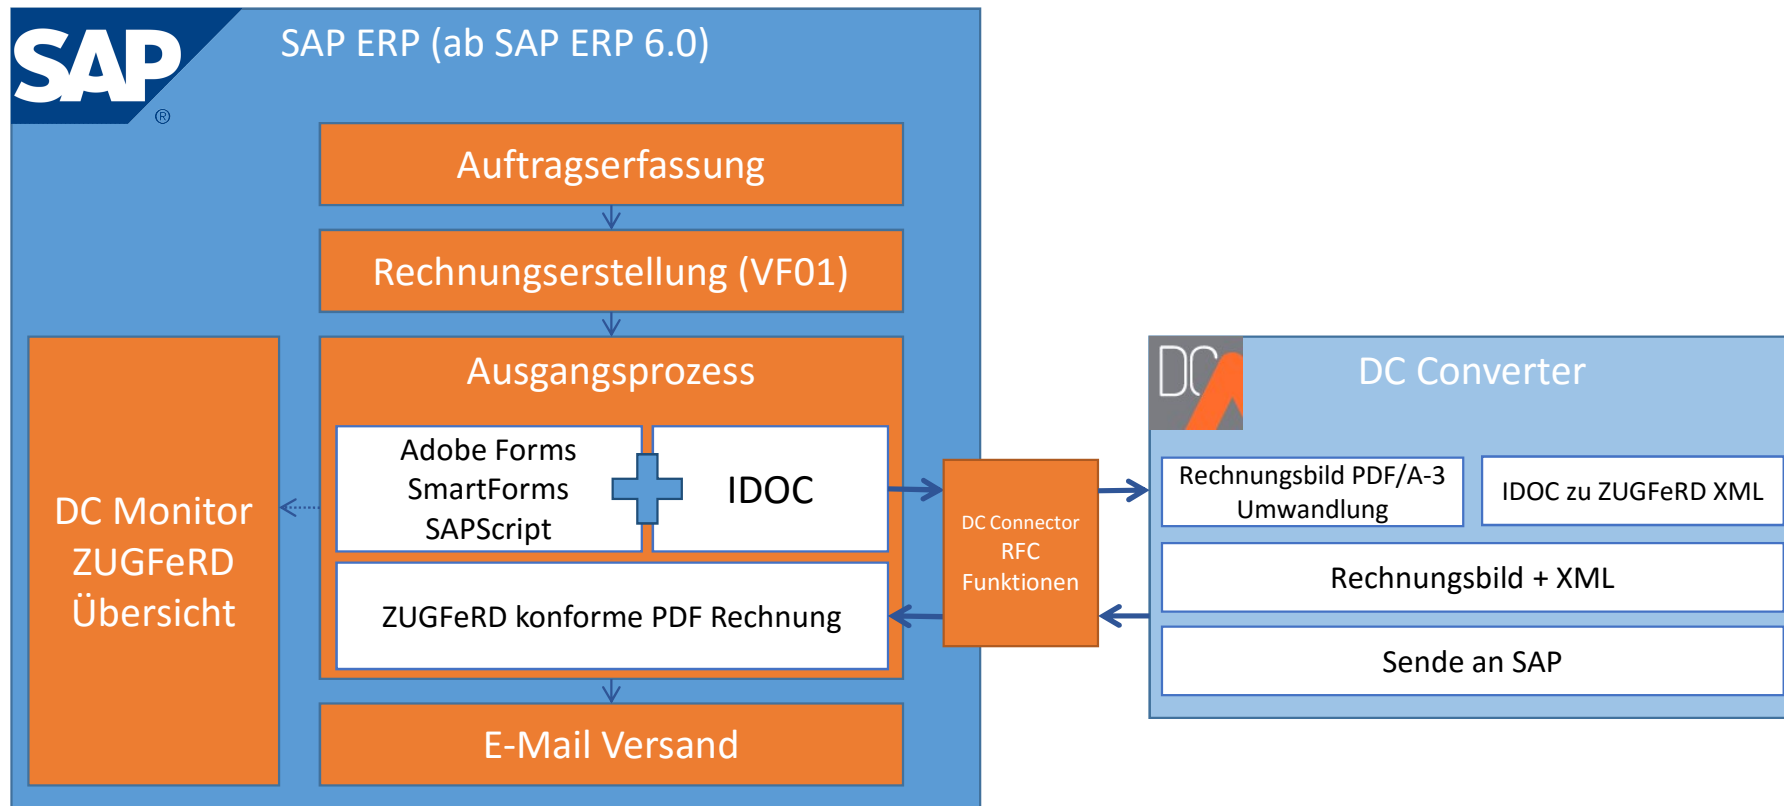 SAP
®
SAP ERP (ab SAP ERP 6.0)
Auftragserfassung
Rechnungserstellung (VF01)
Ausgangsprozess
Adobe Forms
SmartForms
SAPScript
IDOC
ZUGFeRD konforme PDF Rechnung
E-Mail Versand
DC Monitor
ZUGFeRD
Übersicht
DC Connector
RFC
Funktionen
DC
DC Converter
Rechnungsbild PDF/A-3
Umwandlung
IDOC zu ZUGFeRD XML
Rechnungsbild + XML
Sende an SAP